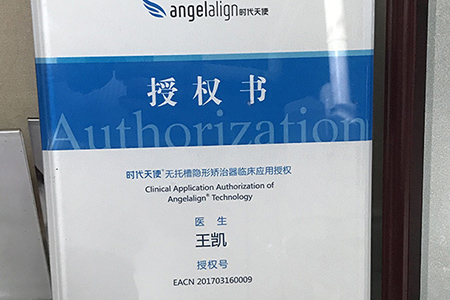 angelalign时代天使
授权书
Authorization
时代天使®无托槽隐形矫治器临床应用授权
Clinical Application Authorization of
Angelalign® Technology
医 生
王凯
授权号
EACN 201703160009